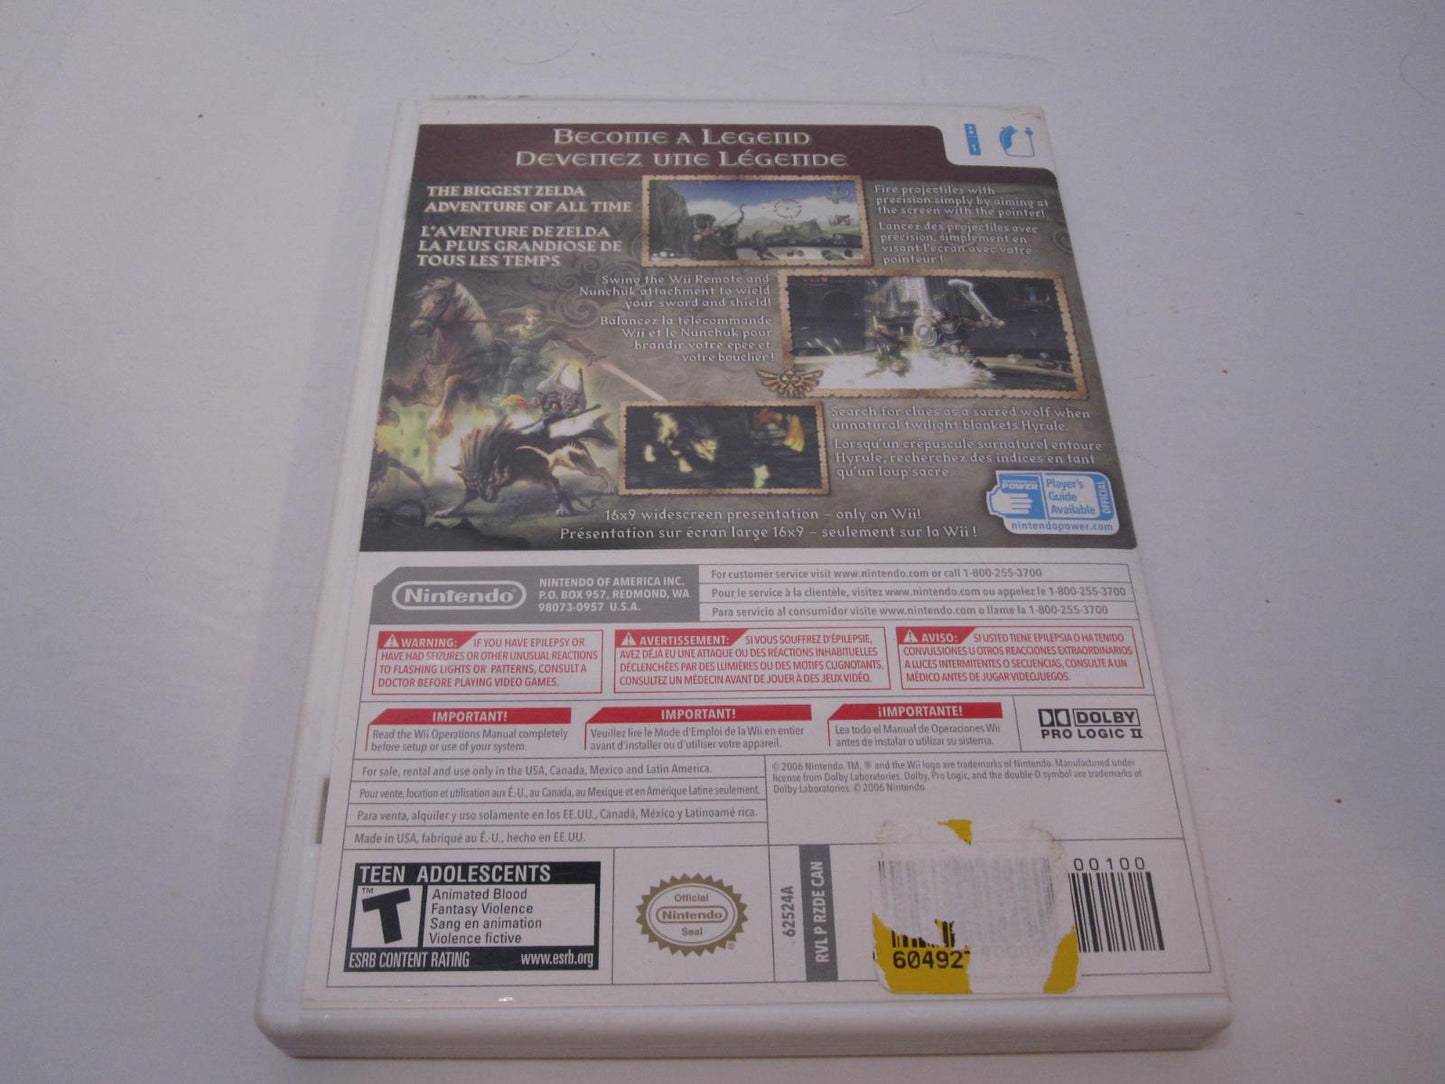 BECOME A LEGEND
DEVENEZ UNE LÉGENDE
THE BIGGEST ZELDA
ADVENTURE OF ALL TIME
L'AVENTURE DE ZELDA
LA PLUS GRANDIOSE DE
TOUS LES TEMPS
Fire projectiles with
precision simply by aiming at
the screen with the pointer!
Lancez des projectiles avec
précision, simplement en
visant l'écran avec votre
pointeur !
Swing the Wii Remote and
Nunchuk attachment to wield
your sword and shield!
Balancez la télécommande
Wii et le Nunchuk pour
brandir votre épée et
votre bouclier !
Search for clues as a sacred wolf when
unnatural twilight blankets Hyrule.
Lorsqu'un crépuscule surnaturel entoure
Hyrule, recherchez des indices en tant
qu'un loup sacré.
16x9 widescreen presentation – only on Wii!
Présentation sur écran large 16x9 – seulement sur la Wii !
POWER
Player's
Guide
Available
OFFICIAL
nintendopower.com
Nintendo
NINTENDO OF AMERICA INC.
P.O. BOX 957, REDMOND, WA
98073-0957 U.S.A.
For customer service visit www.nintendo.com or call 1-800-255-3700
Pour le service à la clientèle, visitez www.nintendo.com ou appelez le 1-800-255-3700
Para servicio al consumidor visite www.nintendo.com o llame la 1-800-255-3700
WARNING: IF YOU HAVE EPILEPSY OR
HAVE HAD SEIZURES OR OTHER UNUSUAL REACTIONS
TO FLASHING LIGHTS OR PATTERNS, CONSULT A
DOCTOR BEFORE PLAYING VIDEO GAMES.
AVERTISSEMENT: SI VOUS SOUFFREZ D'ÉPILEPSIE,
AVEZ DÉJÀ EU UNE ATTAQUE OU DES RÉACTIONS INHABITUELLES
DÉCLENCHÉES PAR DES LUMIÈRES OU DES MOTIFS CLIGNOTANTS,
CONSULTEZ UN MÉDECIN AVANT DE JOUER À DES JEUX VIDÉO.
AVISO: SI USTED TIENE EPILEPSIA O HA TENIDO
CONVULSIONES U OTROS REACCIONES EXTRAORDINARIOS
A LUCES INTERMITENTES O SECUENCIAS, CONSULTE A UN
MÉDICO ANTES DE JUGAR VIDEOJUEGOS.
IMPORTANT!
Read the Wii Operations Manual completely
before setup or use of your system.
IMPORTANT!
Veuillez lire le Mode d'Emploi de la Wii en entier
avant d'installer ou d'utiliser votre appareil.
¡IMPORTANTE!
Lea todo el Manual de Operaciones Wii
antes de instalar o utilizar su sistema.
DOLBY
PRO LOGIC II
For sale, rental and use only in the USA, Canada, Mexico and Latin America.
Pour vente, location et utilisation aux É.-U., au Canada, au Mexique et en Amérique Latine seulement.
Para venta, alquiler y uso solamente en los EE.UU., Canadá, México y Latinoamé rica.
Made in USA, fabriqué au É.-U., hecho en EE.UU.
© 2006 Nintendo. TM, ® and the Wii logo are trademarks of Nintendo. Manufactured under
license from Dolby Laboratories. Dolby, Pro Logic, and the double-D symbol are trademarks of
Dolby Laboratories. © 2006 Nintendo.
TEEN ADOLESCENTS
T
TM
Animated Blood
Fantasy Violence
Sang en animation
Violence fictive
ESRB CONTENT RATING www.esrb.org
Official
Nintendo
Seal
®
62524A
RVL P RZDE CAN
00100
60492